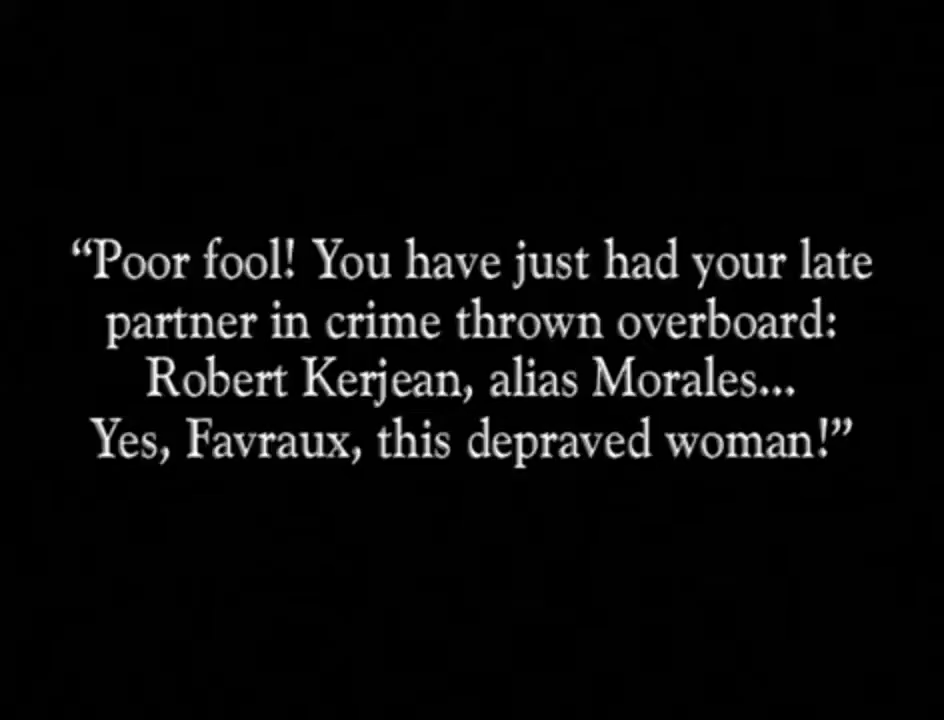 “Poor fool! You have just had your late
partner in crime thrown overboard:
Robert Kerjean, alias Morales...
Yes, Favraux, this depraved woman!”